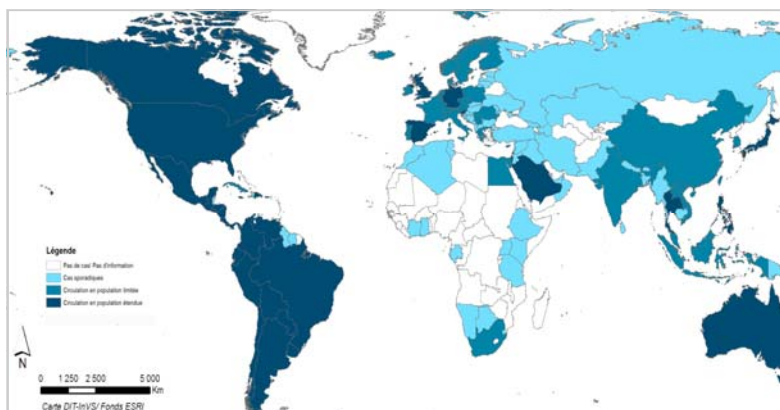 Légende
Pas de cas/ Pas d'information
Cas sporadiques
Circulation en population limitée
Circulation en population étendue
N
0 1 250 2 500 5 000
Km
Carte DIT-InVS/ Fonds ESRI